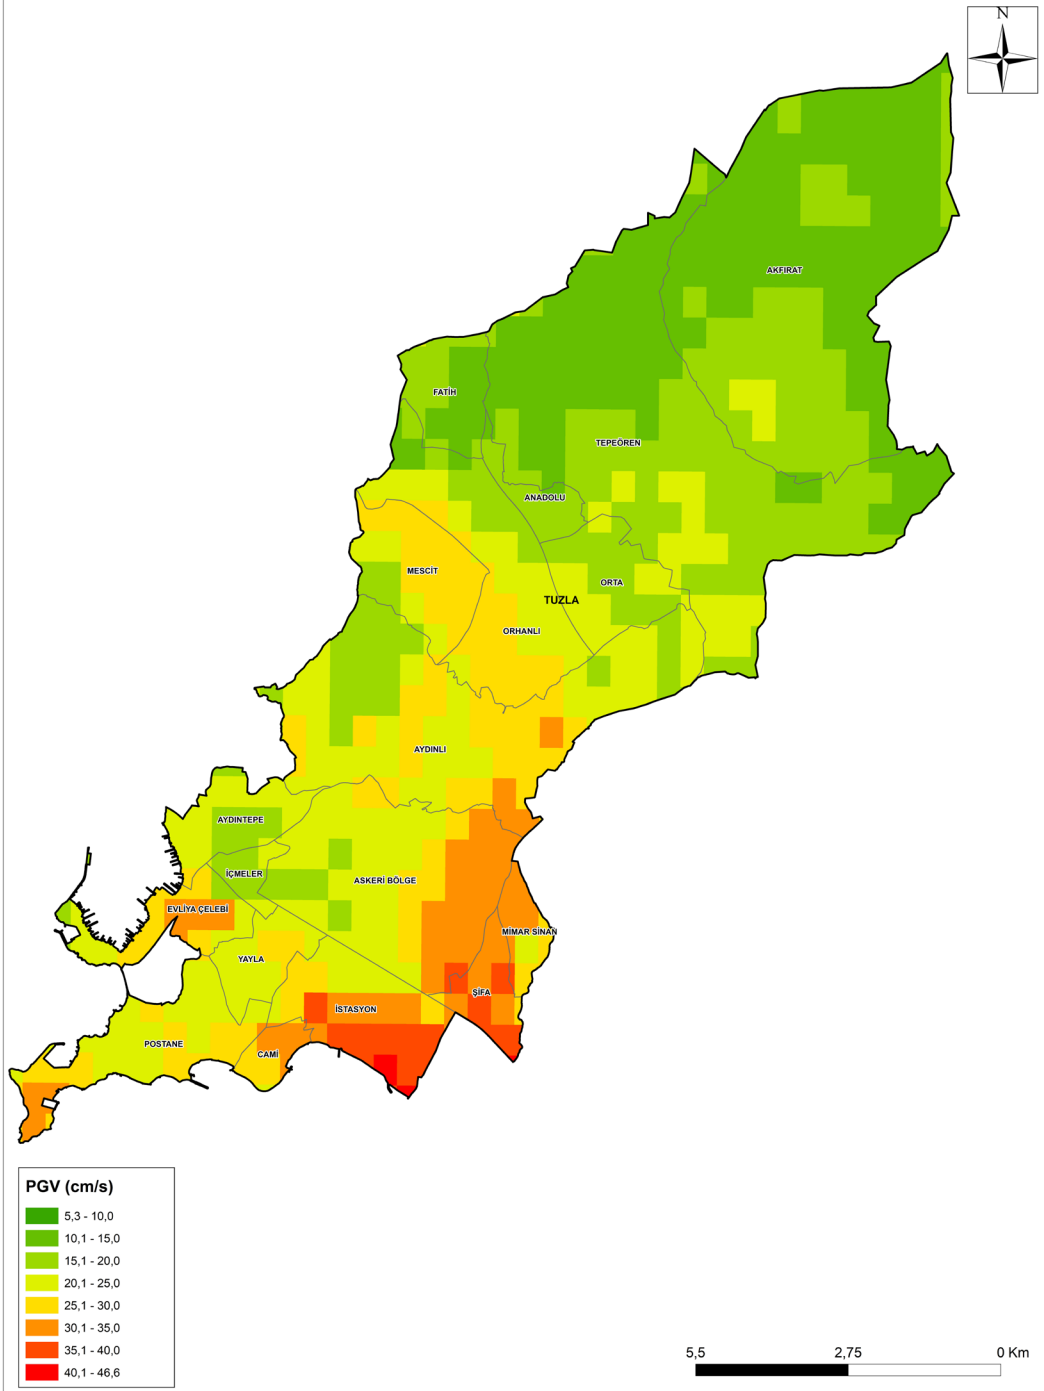 N
AKFIRAT
FATİH
TEPEÖREN
ANADOLU
MESCİT
ORTA
TUZLA
ORHANLI
AYDINLI
AYDINTEPE
İÇMELER
ASKERİ BÖLGE
EVLİYA ÇELEBİ
MİMAR SİNAN
YAYLA
ŞİFA
İSTASYON
POSTANE
CAMİ
PGV (cm/s)
5,3 - 10,0
10,1 - 15,0
15,1 - 20,0
20,1 - 25,0
25,1 - 30,0
30,1 - 35,0
35,1 - 40,0
40,1 - 46,6
5,5 2,75 0 Km